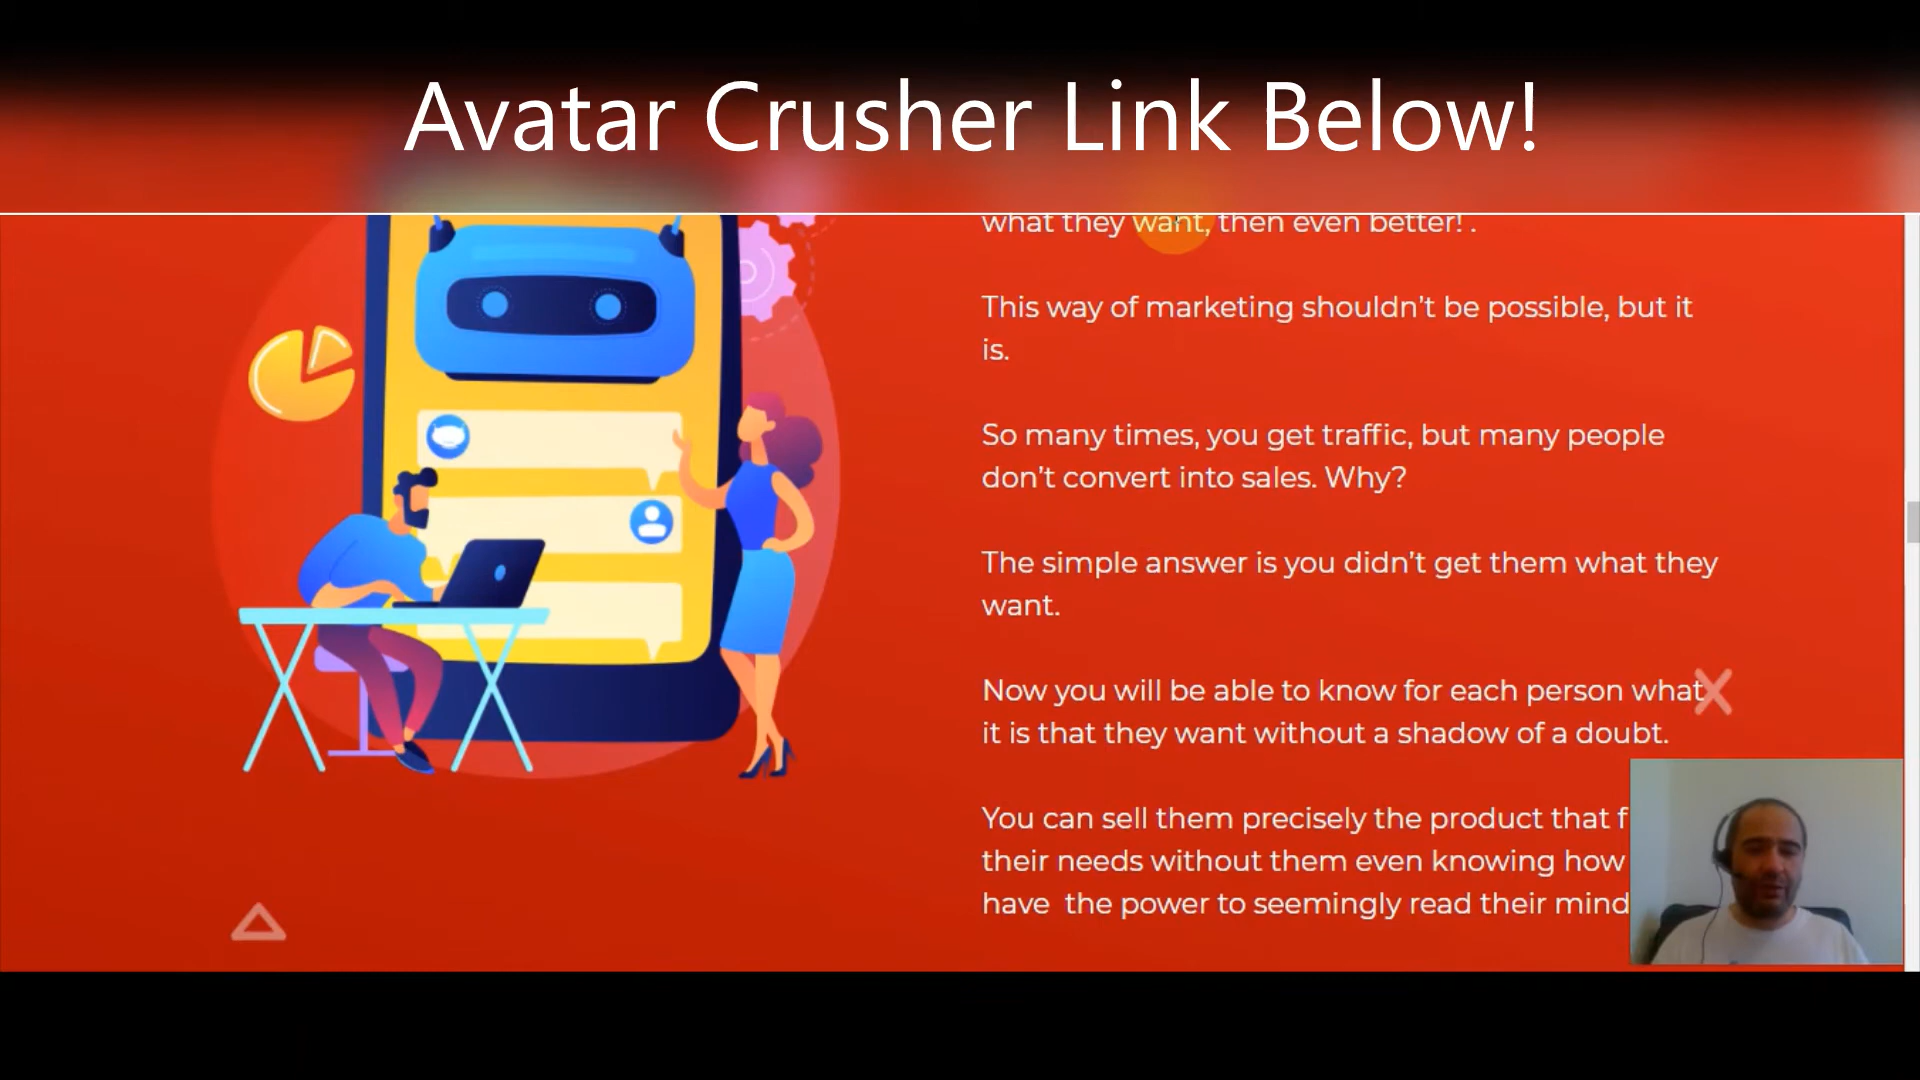 Avatar Crusher Link Below!
what they want, then even better! .
This way of marketing shouldn't be possible, but it
is.
So many times, you get traffic, but many people
don't convert into sales. Why?
The simple answer is you didn't get them what they
want.
Now you will be able to know for each person what
it is that they want without a shadow of a doubt.
You can sell them precisely the product that
their needs without them even knowing how
have the power to seemingly read their mind